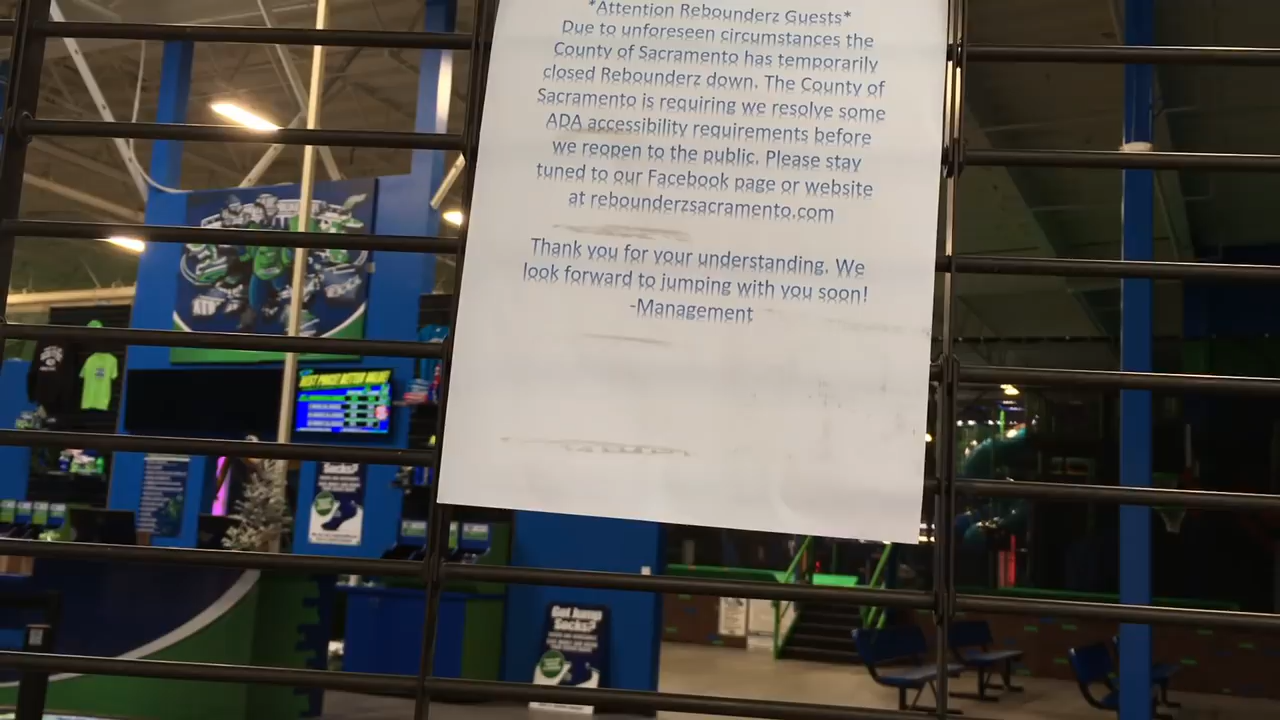 *Attention Rebounderz Guests*
Due to unforeseen circumstances the
County of Sacramento has temporarily
closed Rebounderz down. The County of
Sacramento is requiring we resolve some
ADA accessibility requirements before
we reopen to the public. Please stay
tuned to our Facebook page or website
at rebounderzsacramento.com
Thank you for your understanding. We
look forward to jumping with you soon!
-Management
Socks?
Got Jump
Socks?